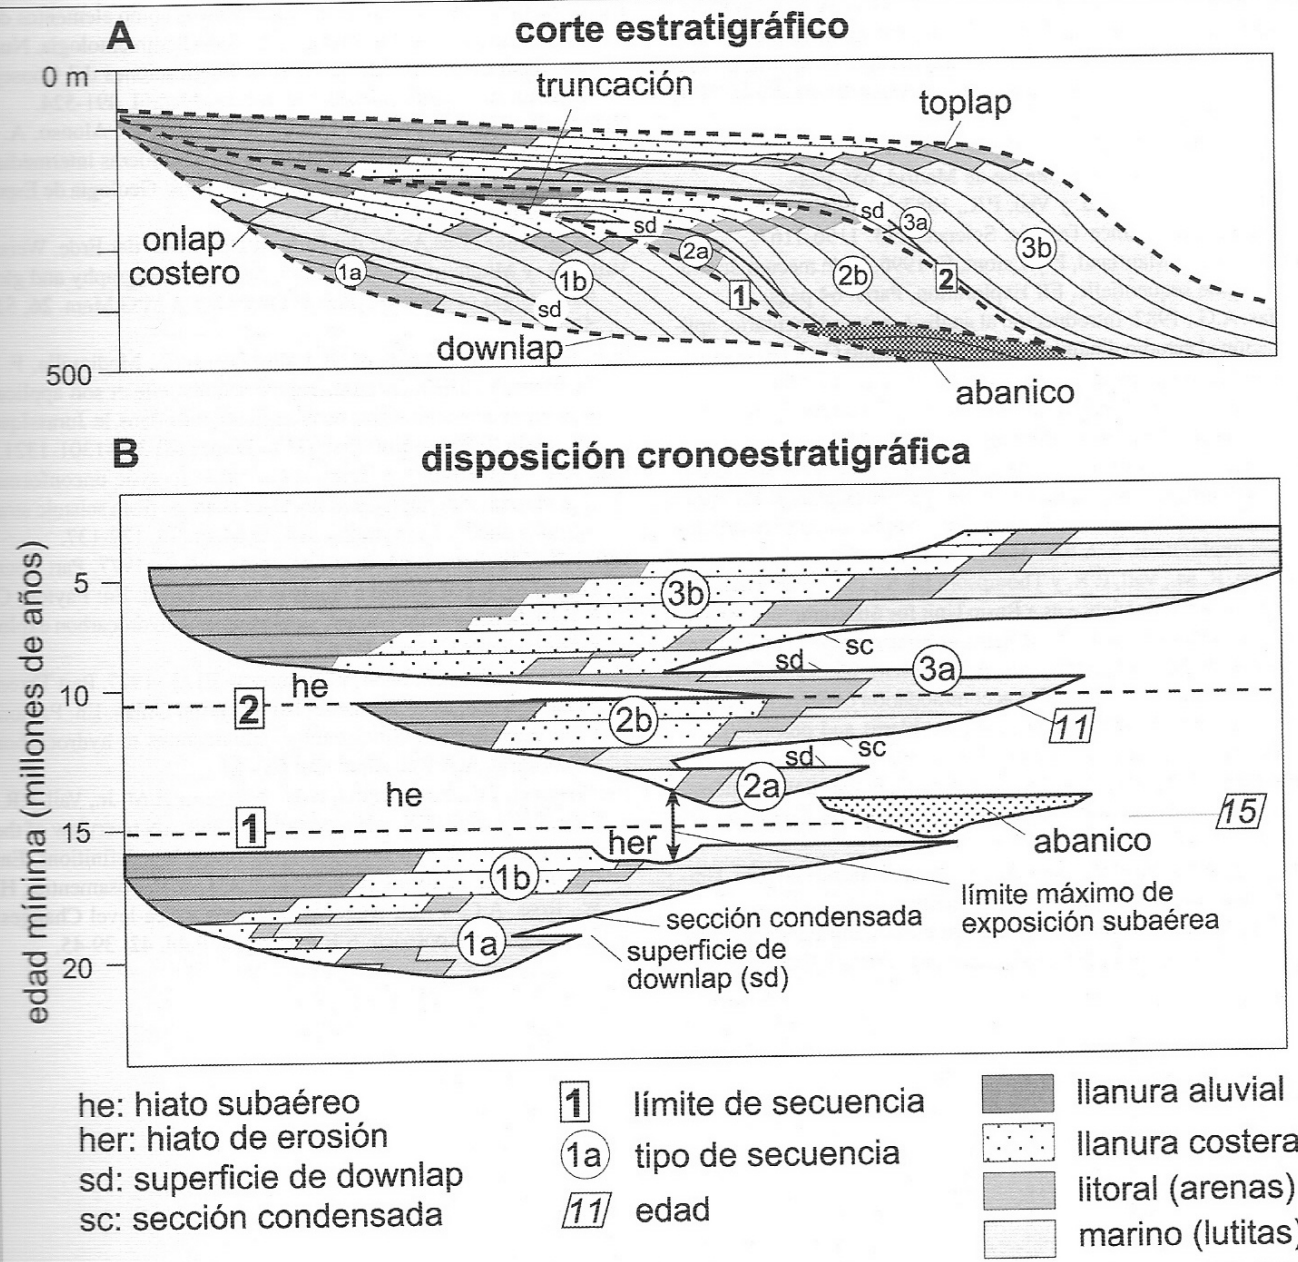 A
corte estratigráfico
0 m
truncación
toplap
onlap
costero
sd
sd
3a
3b
1a
1b
2a
2b
1
2
sd
downlap
500
abanico
B
disposición cronoestratigráfica
edad mínima (millones de años)
5
3b
sc
sd
3a
he
10
2
2b
11
sc
sd
2a
he
15
1
her
abanico
15
1b
límite máximo de
exposición subaérea
sección condensada
1a
superficie de
downlap (sd)
20
he: hiato subaéreo
her: hiato de erosión
sd: superficie de downlap
sc: sección condensada
1 límite de secuencia
1a tipo de secuencia
11 edad
llanura aluvial
llanura costera
litoral (arenas)
marino (lutitas)